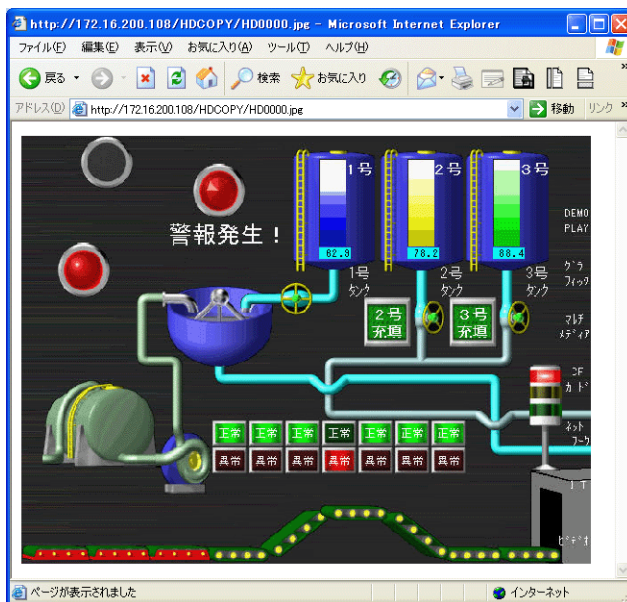 http://172.16.200.108/HDCOPY/HD0000.jpg - Microsoft Internet Explorer
ファイル(F) 編集(E) 表示(V) お気に入り(A) ツール(T) ヘルプ(H)
戻る 検索 お気に入り
アドレス(D) http://172.16.200.108/HDCOPY/HD0000.jpg 移動 リンク
1号 2号 3号
警報発生！
62.9 78.2 88.4
1号 2号 3号
タンク タンク タンク
DEMO
PLAY
グラ
フィック
2号 3号
充填 充填
マルチ
メディア
CF
カード
正常 正常 正常 正常 正常 正常 正常
異常 異常 異常 異常 異常 異常 異常
ネット
ワーク
ビデオ
ページが表示されました インターネット